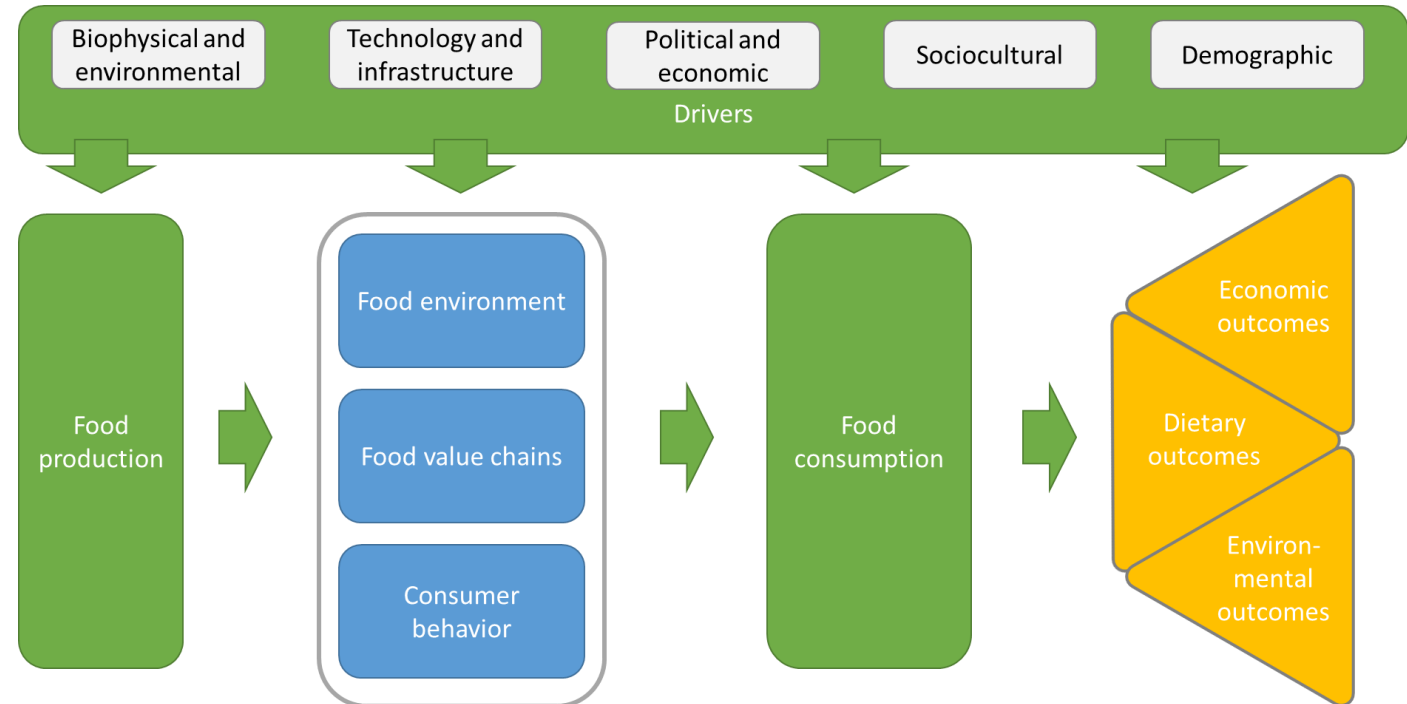 Biophysical and
environmental
Technology and
infrastructure
Political and
economic
Sociocultural
Demographic
Drivers
Food
production
Food environment
Food value chains
Consumer
behavior
Food
consumption
Economic
outcomes
Dietary
outcomes
Environ-
mental
outcomes